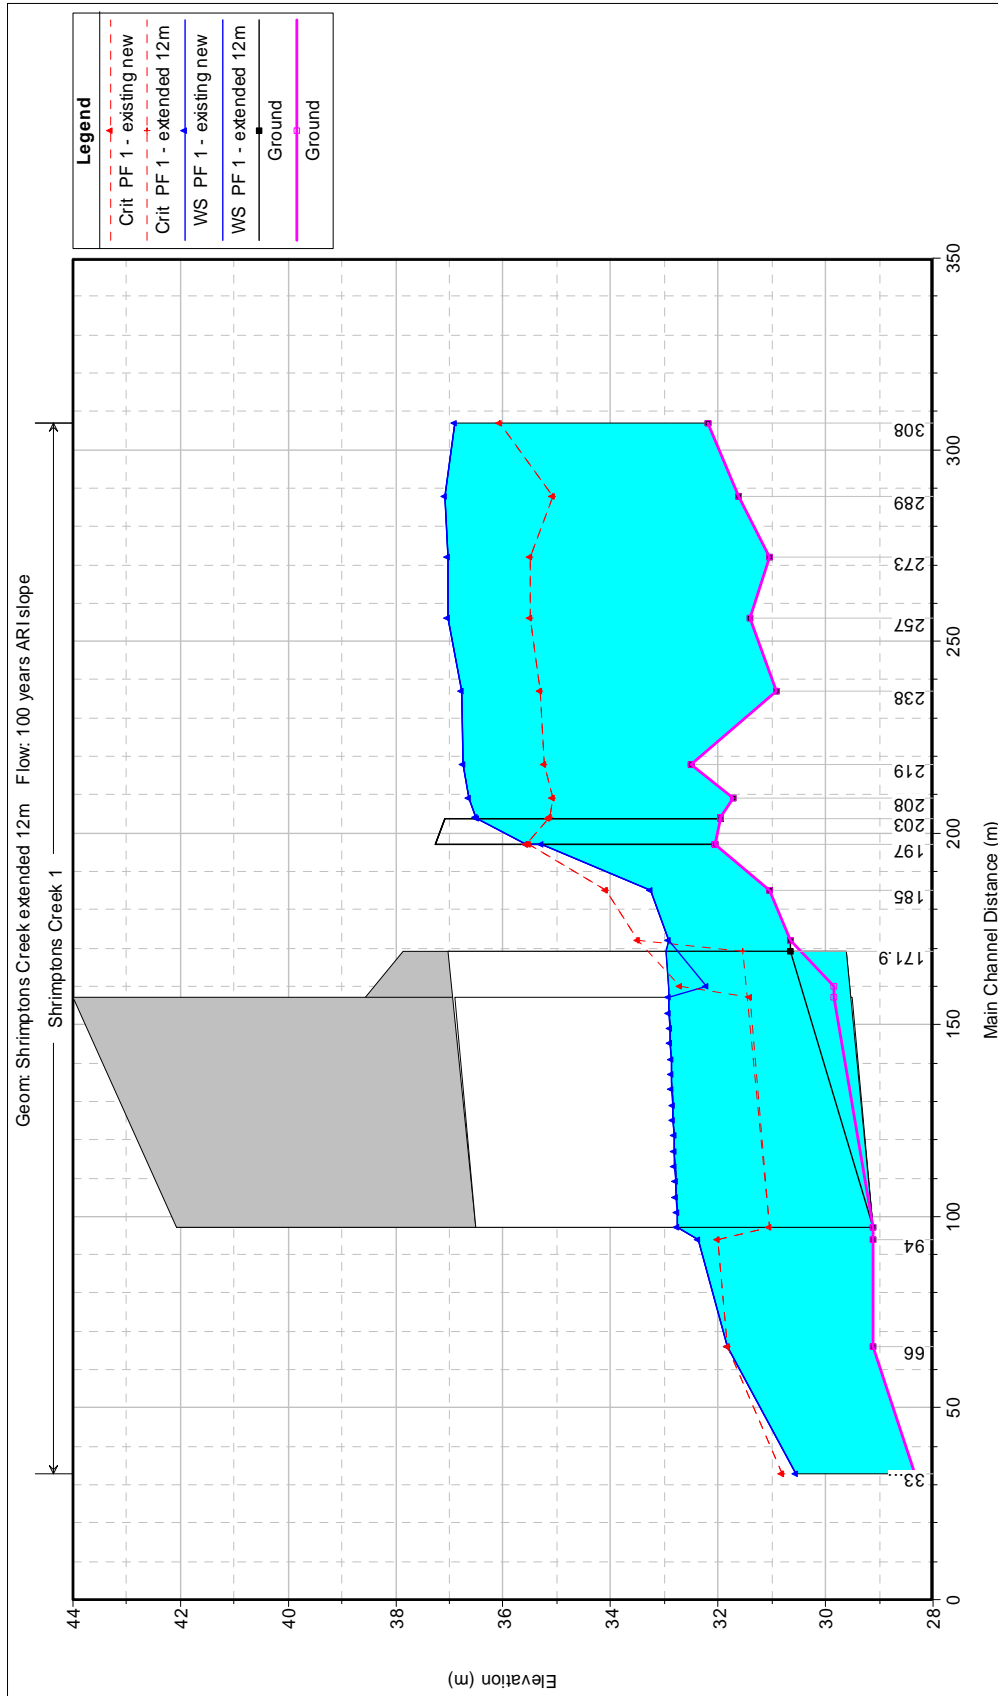 Geom: Shrimptons Creek extended 12m Flow: 100 years ARI slope
Shrimptons Creek 1
Legend
Crit PF 1 - existing new
Crit PF 1 - extended 12m
WS PF 1 - existing new
WS PF 1 - extended 12m
Ground
Ground
Elevation (m)
44
42
40
38
36
34
32
30
28
33...
66
94
171.9
185
197
203
208
219
238
257
273
289
308
0
50
100
150
200
250
300
350
Main Channel Distance (m)